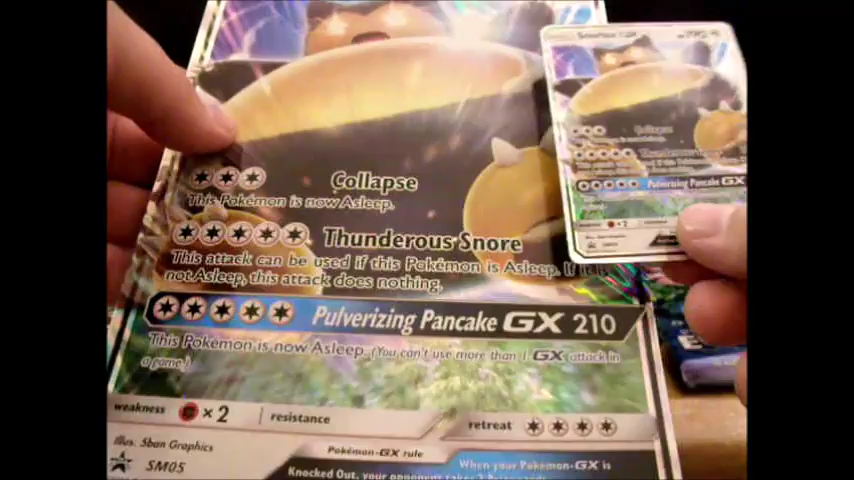 Collapse
This Pokémon is now Asleep.
Thunderous Snore
This attack can be used if this Pokémon is Asleep. If it is
not Asleep, this attack does nothing.
Pulverizing Pancake GX 210
This Pokémon is now Asleep. (You can't use more than 1 GX attack in
a game.)
weakness × 2 resistance
retreat
Illus. 5ban Graphics
Pokémon-GX rule
When your Pokémon-GX is
SM05
Knocked Out, your opponent takes 2 Prize cards.
Collapse
Pulverizing Pancake GX
× 2